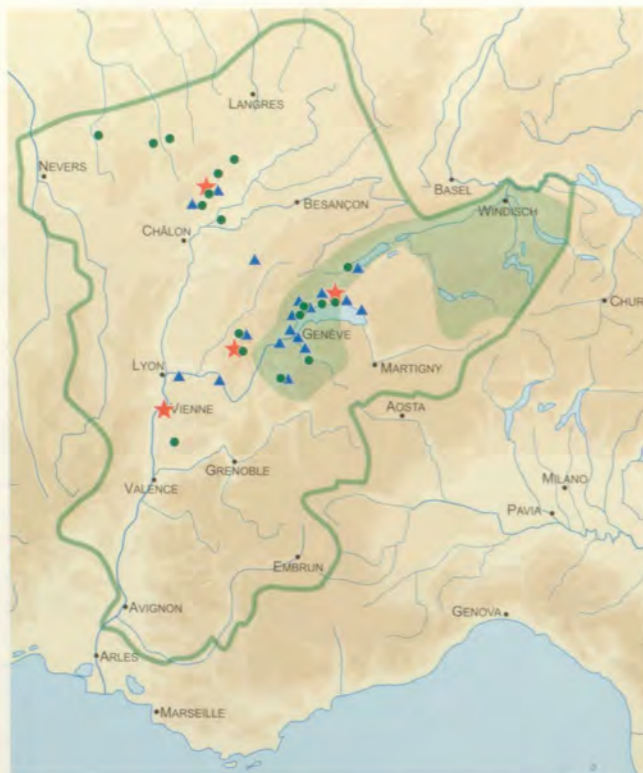 LANGRES
NEVERS
BASEL
WINDISCH
BESANÇON
CHÂLON
CHUR
GENÈVE
LYON
MARTIGNY
VIENNE
AOSTA
GRENOBLE
VALENCE
MILANO
PAVIA
EMBRUN
AVIGNON
GENOVA
ARLES
MARSEILLE